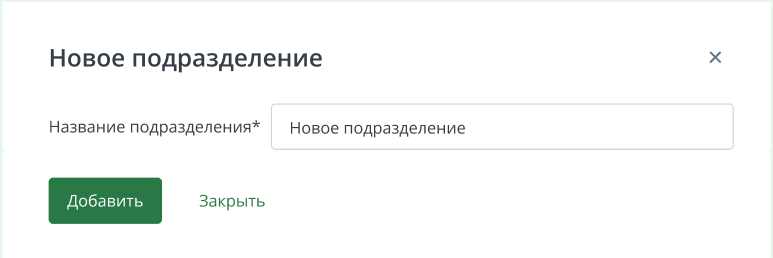 Новое подразделение
Название подразделения* Новое подразделение
Добавить Закрыть